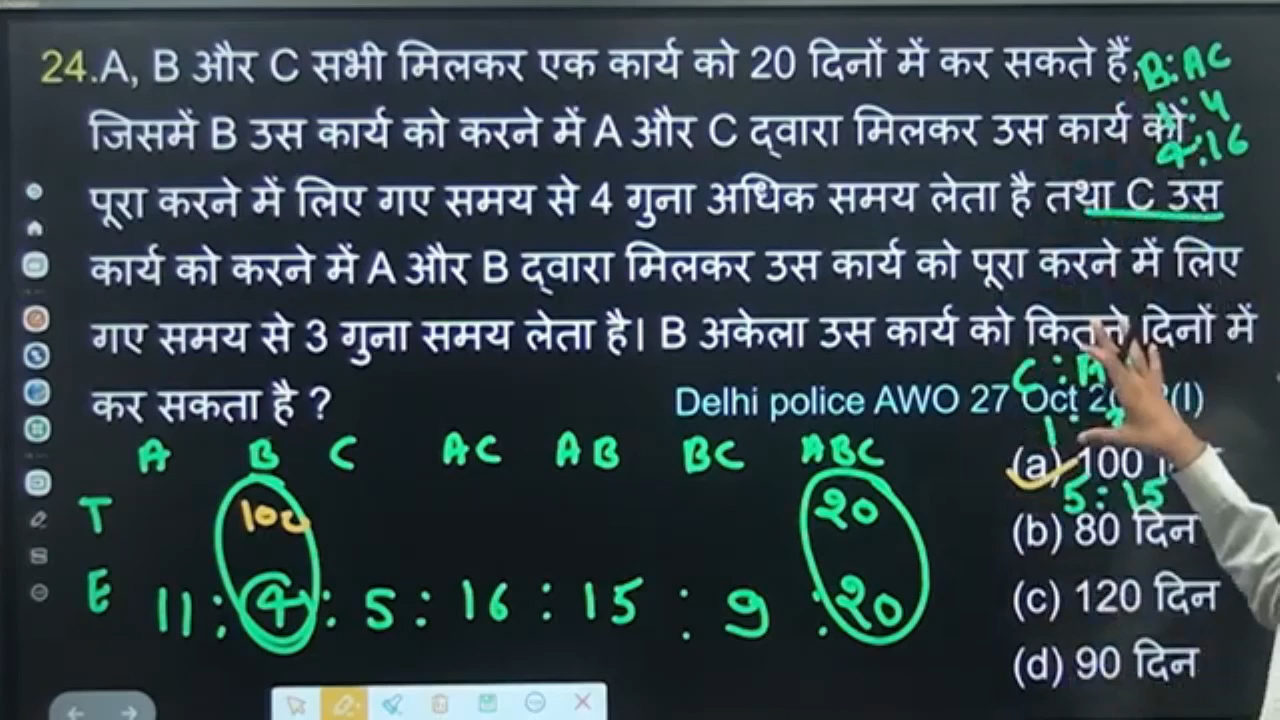 24.A, B और C सभी मिलकर एक कार्य को 20 दिनों में कर सकते हैं,
जिसमें B उस कार्य को करने में A और C द्वारा मिलकर उस कार्य को
पूरा करने में लिए गए समय से 4 गुना अधिक समय लेता है तथा C उस
कार्य को करने में A और B द्वारा मिलकर उस कार्य को पूरा करने में लिए
गए समय से 3 गुना समय लेता है। B अकेला उस कार्य को कितने दिनों में
कर सकता है ?
Delhi police AWO 27 Oct (I)
B:AC
1:4
4:16
C:A
1:
5:15
(a) 100
(b) 80 दिन
(c) 120 दिन
(d) 90 दिन
A B C AC AB BC ABC
T 100 20
E 11 : 4 : 5 : 16 : 15 : 9 : 20